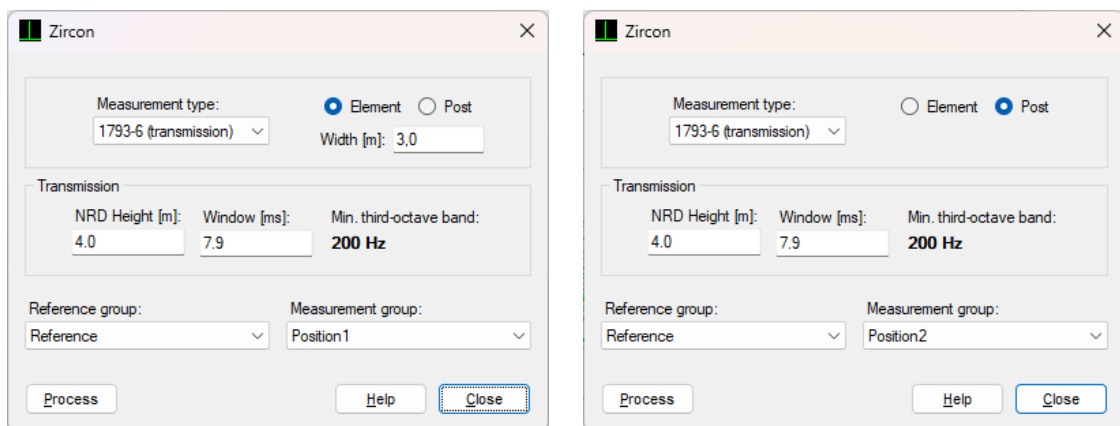 Zircon
Measurement type:
Element Post
1793-6 (transmission)
Width [m]: 3,0
Transmission
NRD Height [m]: Window [ms]: Min. third-octave band:
4.0 7.9 200 Hz
Reference group: Measurement group:
Reference Position1
Process Help Close
Zircon
Measurement type:
Element Post
1793-6 (transmission)
Transmission
NRD Height [m]: Window [ms]: Min. third-octave band:
4.0 7.9 200 Hz
Reference group: Measurement group:
Reference Position2
Process Help Close